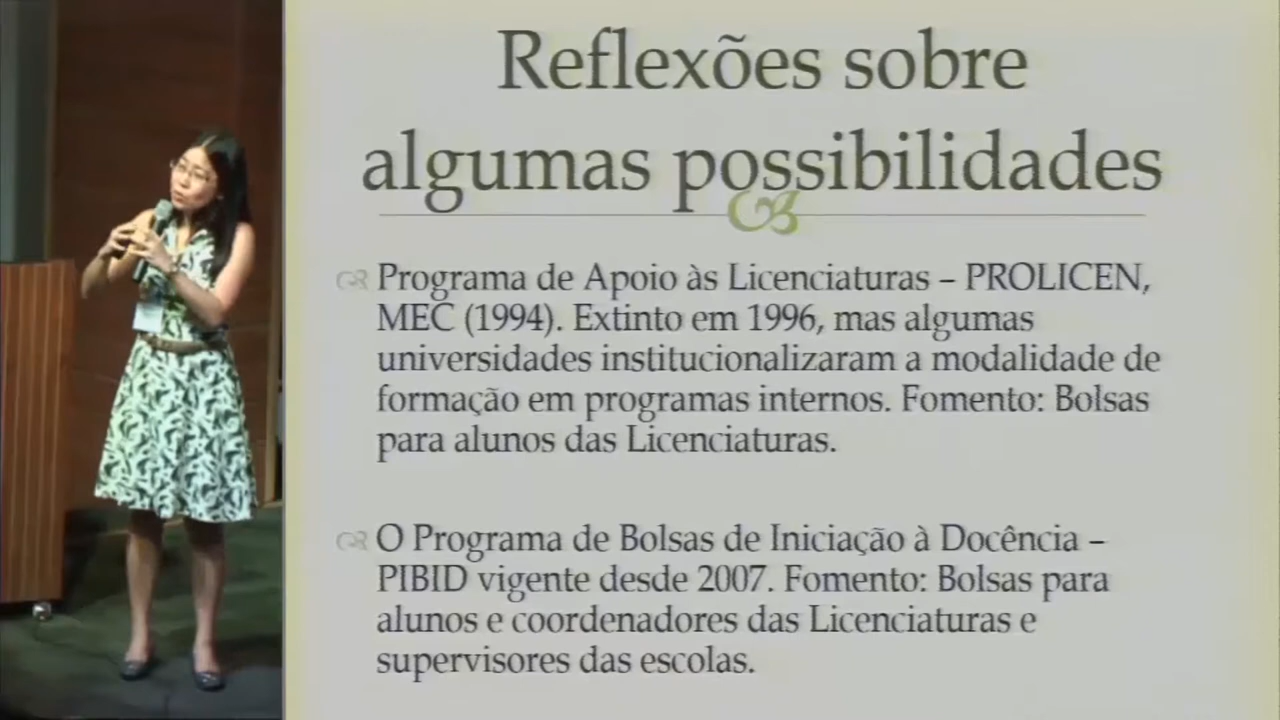 Reflexões sobre
algumas possibilidades
Programa de Apoio às Licenciaturas – PROLICEN,
MEC (1994). Extinto em 1996, mas algumas
universidades institucionalizaram a modalidade de
formação em programas internos. Fomento: Bolsas
para alunos das Licenciaturas.
O Programa de Bolsas de Iniciação à Docência –
PIBID vigente desde 2007. Fomento: Bolsas para
alunos e coordenadores das Licenciaturas e
supervisores das escolas.